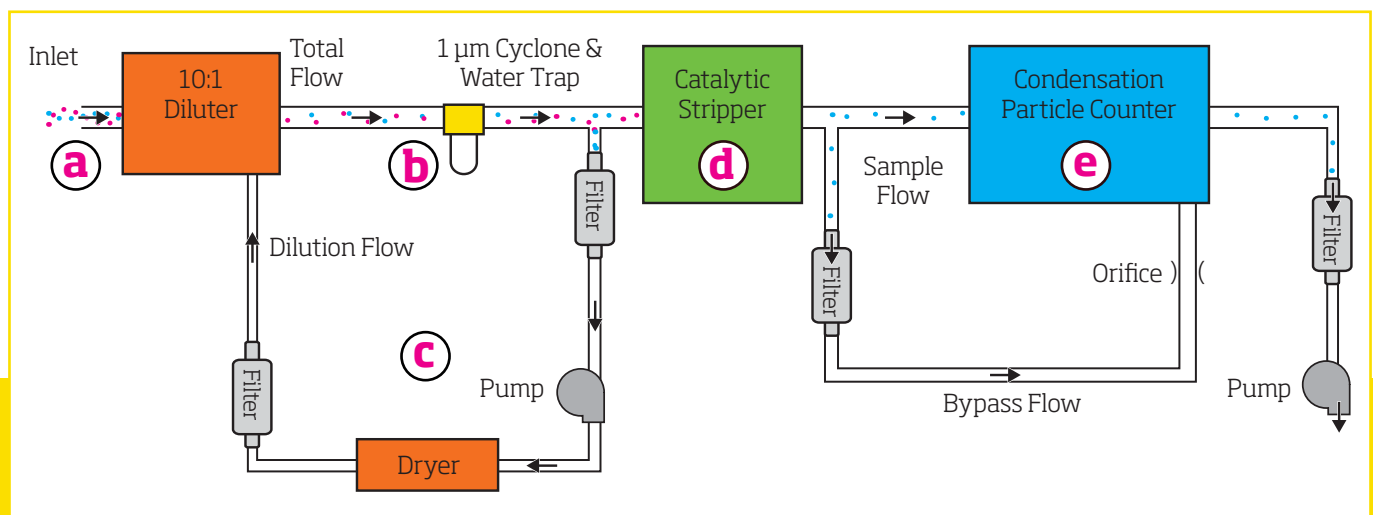 Inlet
10:1
Diluter
Total
Flow
1 µm Cyclone &
Water Trap
Catalytic
Stripper
Condensation
Particle Counter
a
b
d
e
Filter
Sample
Flow
Filter
Dilution Flow
Filter
Orifice
c
Filter
Pump
Bypass Flow
Pump
Dryer